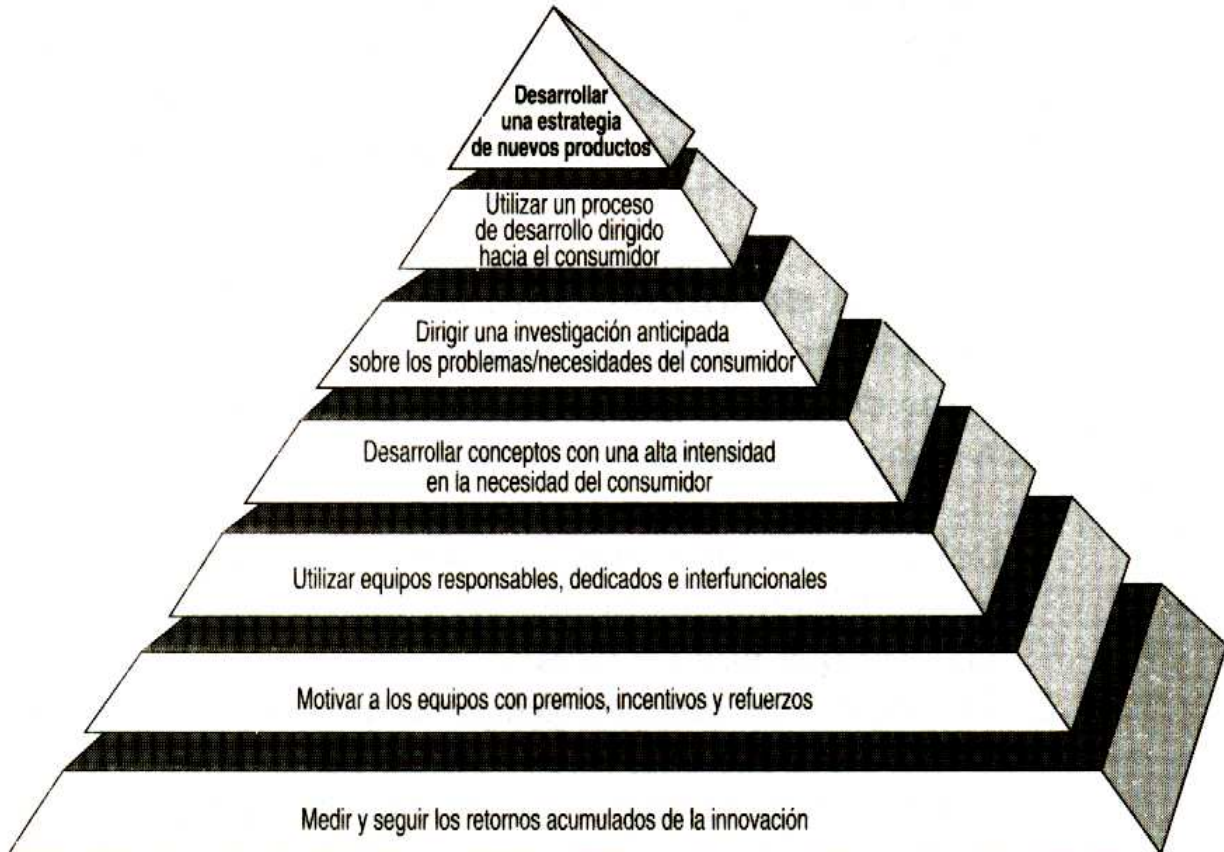 Desarrollar
una estrategia
de nuevos productos
Utilizar un proceso
de desarrollo dirigido
hacia el consumidor
Dirigir una investigación anticipada
sobre los problemas/necesidades del consumidor
Desarrollar conceptos con una alta intensidad
en la necesidad del consumidor
Utilizar equipos responsables, dedicados e interfuncionales
Motivar a los equipos con premios, incentivos y refuerzos
Medir y seguir los retornos acumulados de la innovación